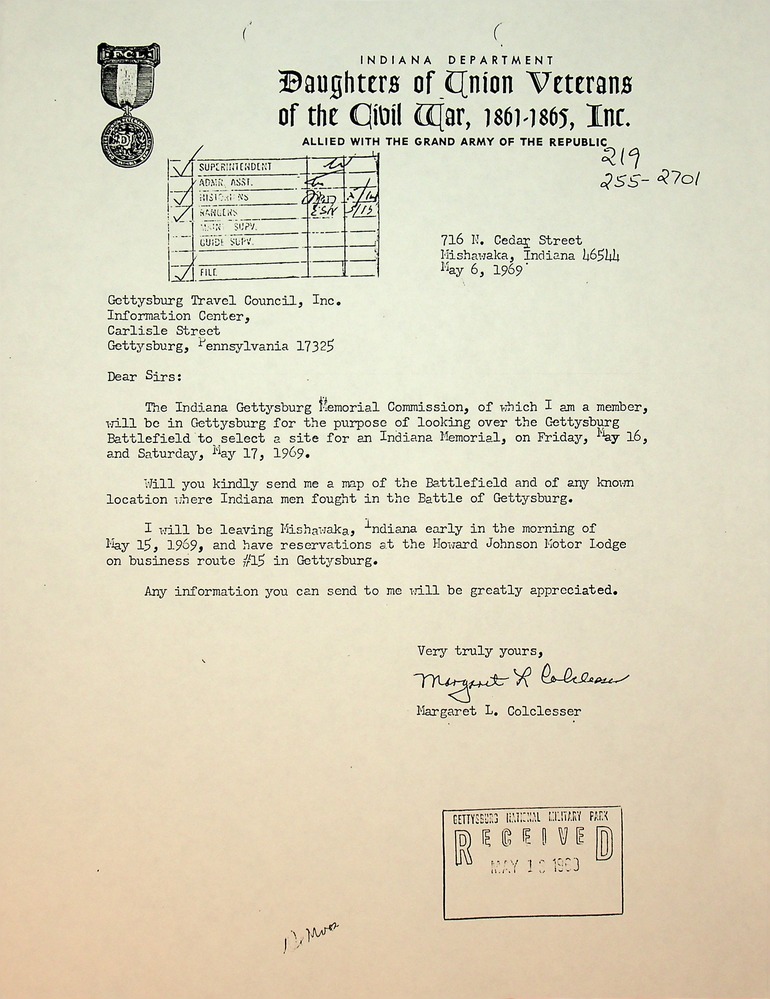 F.C.L.
INDIANA DEPARTMENT
Daughters of Union Veterans
of the Civil War, 1861-1865, Inc.
ALLIED WITH THE GRAND ARMY OF THE REPUBLIC
219
255-2701
SUPERINTENDENT
ADMR. ASST.
HISTORIANS
RANGERS ESK 5/13
MAIN. SUPV.
GUIDE SUPV.
FILE
716 N. Cedar Street
Mishawaka, Indiana 46544
May 6, 1969
Gettysburg Travel Council, Inc.
Information Center,
Carlisle Street
Gettysburg, Pennsylvania 17325
Dear Sirs:
The Indiana Gettysburg Memorial Commission, of which I am a member,
will be in Gettysburg for the purpose of looking over the Gettysburg
Battlefield to select a site for an Indiana Memorial, on Friday, May 16,
and Saturday, May 17, 1969.
Will you kindly send me a map of the Battlefield and of any known
location where Indiana men fought in the Battle of Gettysburg.
I will be leaving Mishawaka, Indiana early in the morning of
May 15, 1969, and have reservations at the Howard Johnson Motor Lodge
on business route #15 in Gettysburg.
Any information you can send to me will be greatly appreciated.
Very truly yours,
Margaret L Colclesser
Margaret L. Colclesser
GETTYSBURG NATIONAL MILITARY PARK
RECEIVED
MAY